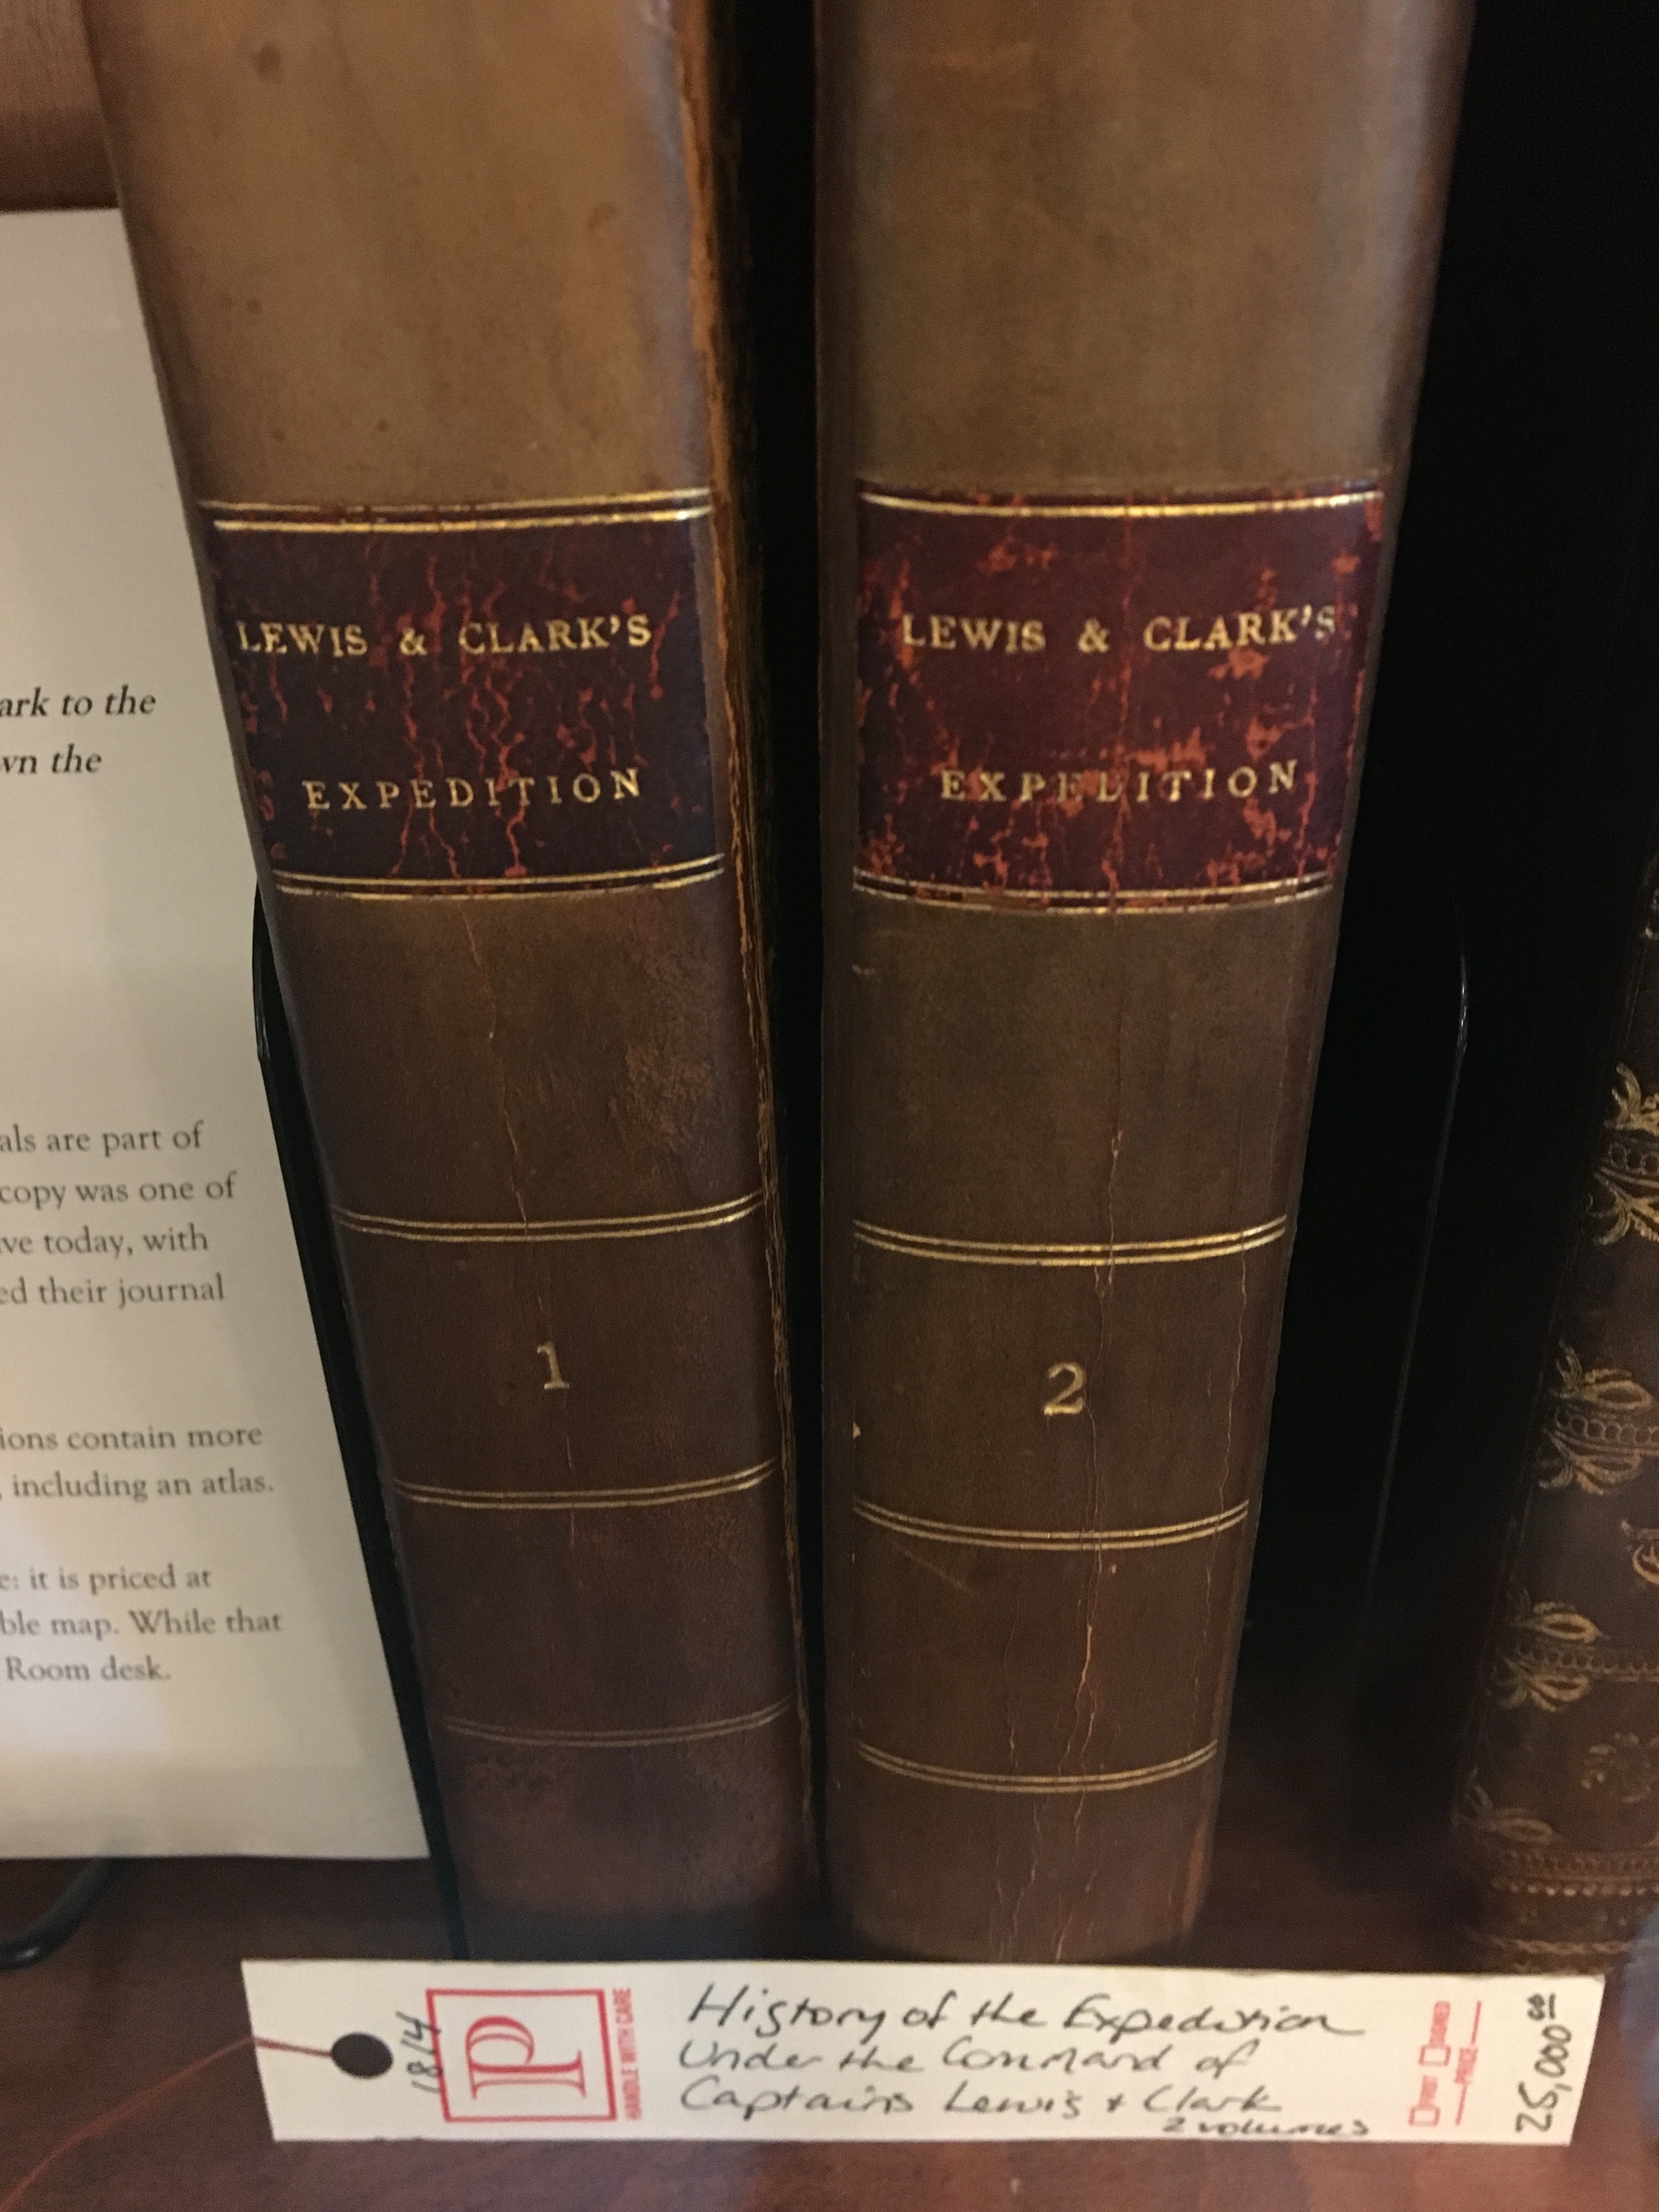 ark to the
wn the
als are part of
copy was one of
ve today, with
ed their journal
ions contain more
, including an atlas.
e: it is priced at
ble map. While that
Room desk.
LEWIS & CLARK'S
EXPEDITION
1
LEWIS & CLARK'S
EXPEDITION
2
1814
P
HANDLE WITH CARE
History of the Expedition
Under the Command of
Captains Lewis & Clark
2 volumes
SIGNED
PRICE
25,000.00